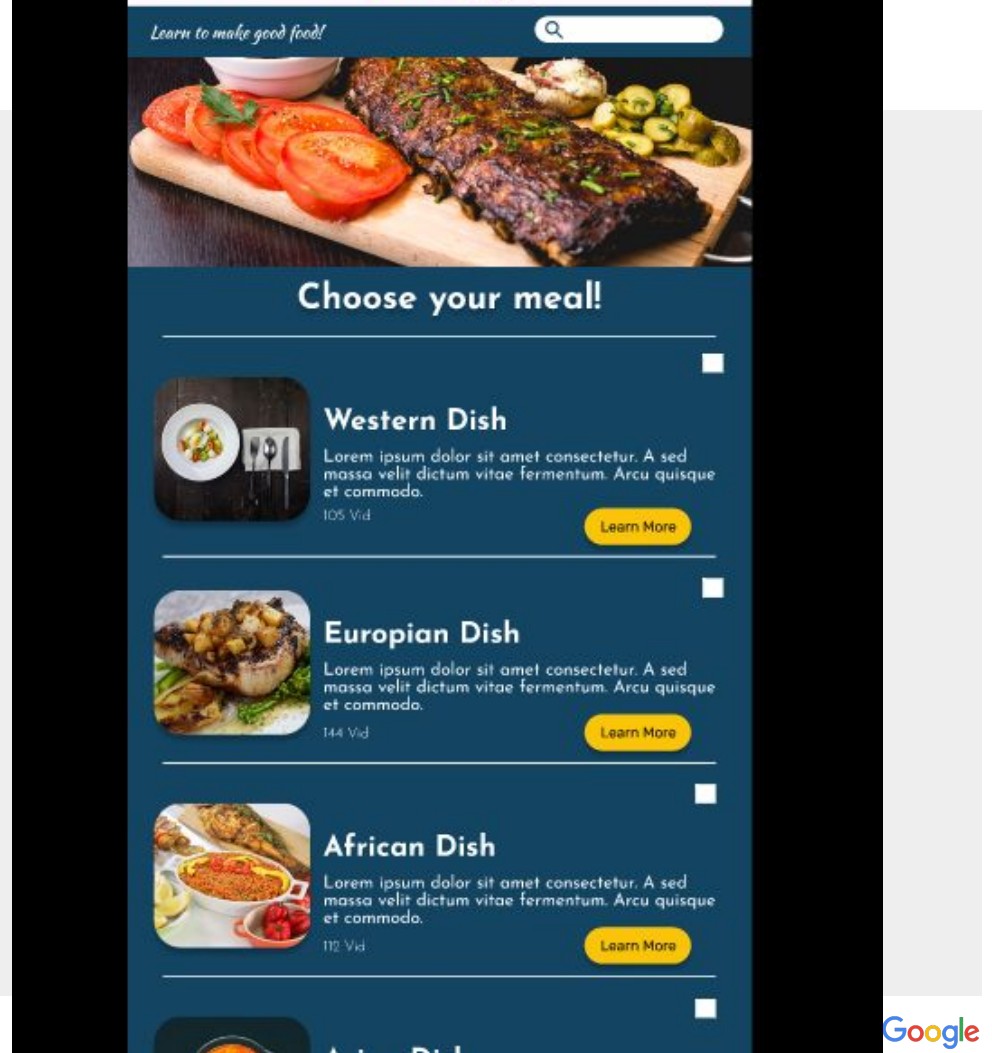 Learn to make good food!
Choose your meal!
Western Dish
Lorem ipsum dolor sit amet consectetur. A sed
massa velit dictum vitae fermentum. Arcu quisque
et commodo.
105 Vid
Learn More
Europian Dish
Lorem ipsum dolor sit amet consectetur. A sed
massa velit dictum vitae fermentum. Arcu quisque
et commodo.
144 Vid
Learn More
African Dish
Lorem ipsum dolor sit amet consectetur. A sed
massa velit dictum vitae fermentum. Arcu quisque
et commodo.
112 Vid
Learn More
Google